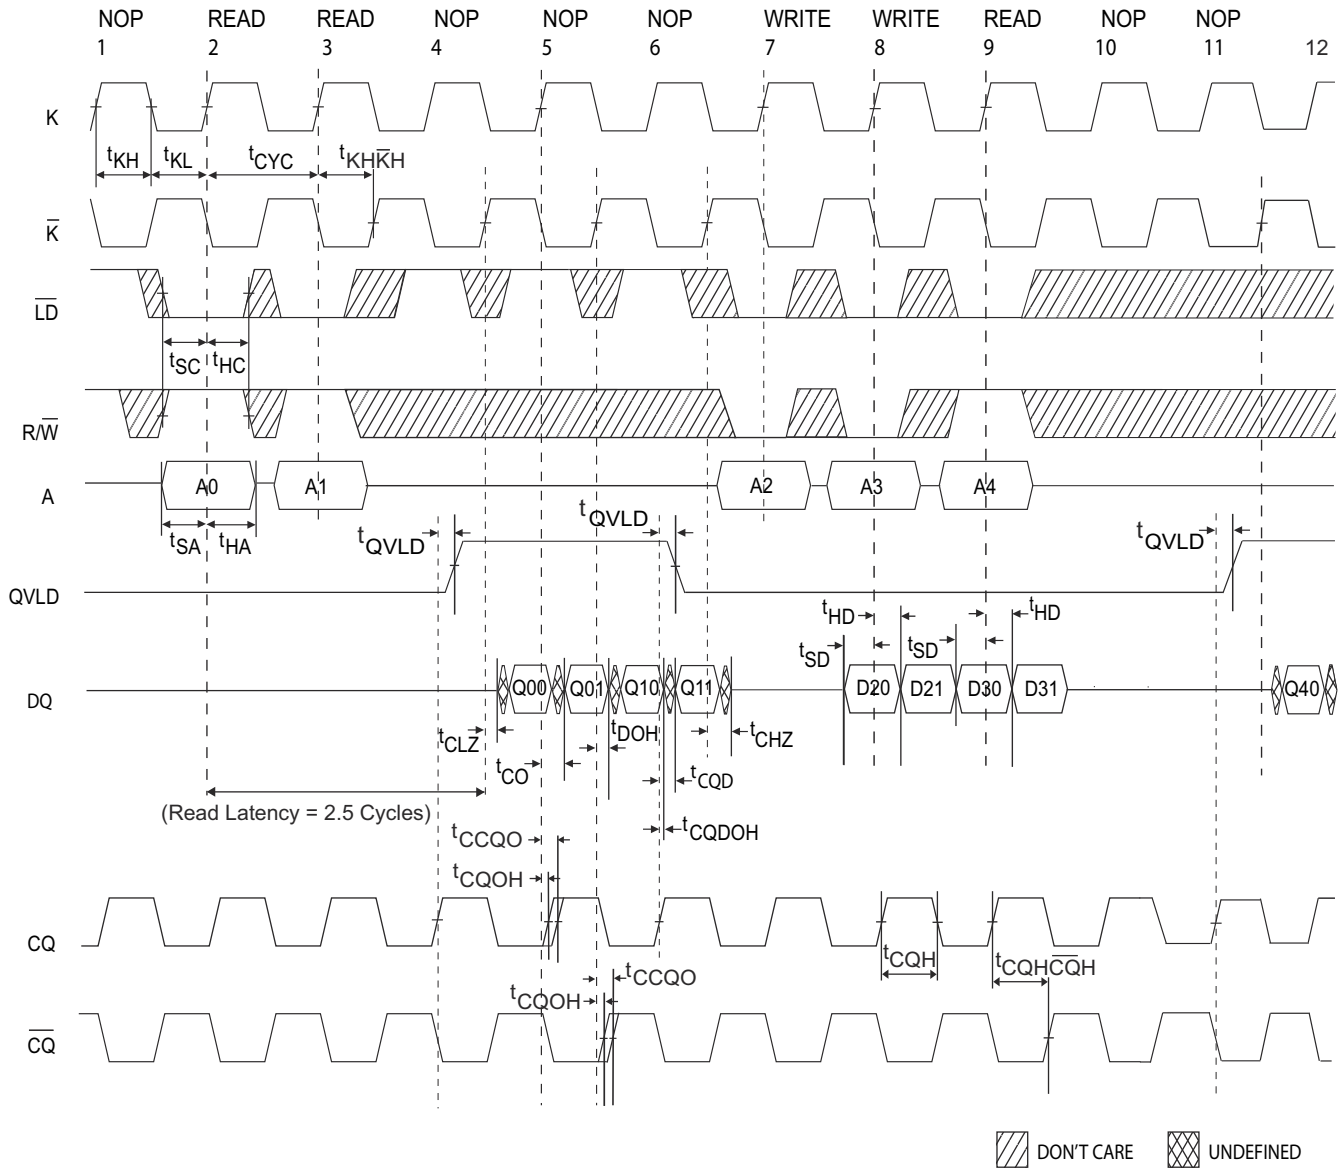 NOP READ READ NOP NOP NOP WRITE WRITE READ NOP NOP
1 2 3 4 5 6 7 8 9 10 11 12
K
tKH tKL tCYC tKHK̅H
K̅
L̅D̅
tSC tHC
R/W̅
A A0 A1 A2 A3 A4
tSA tHA tQVLD tQVLD tQVLD
QVLD
tHD tHD
tSD tSD
DQ Q00 Q01 Q10 Q11 D20 D21 D30 D31 Q40
tCLZ tDOH tCHZ
tCO tCQD
(Read Latency = 2.5 Cycles)
tCQDOH
tCCQO
tCQOH
CQ
tCQH tCQHC̅Q̅H
tCCQO
tCQOH
C̅Q̅
DON'T CARE UNDEFINED